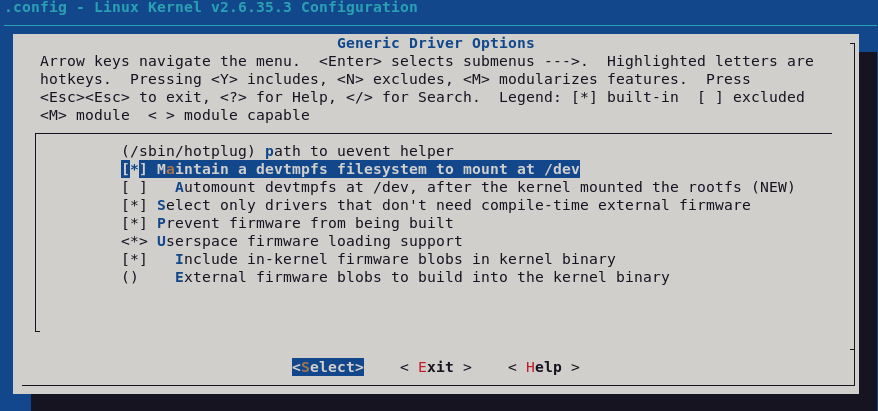 .config - Linux Kernel v2.6.35.3 Configuration
Generic Driver Options
Arrow keys navigate the menu.  <Enter> selects submenus --->.  Highlighted letters are
hotkeys.  Pressing <Y> includes, <N> excludes, <M> modularizes features.  Press
<Esc><Esc> to exit, <?> for Help, </> for Search.  Legend: [*] built-in  [ ] excluded
<M> module  < > module capable
(/sbin/hotplug) path to uevent helper
[*] Maintain a devtmpfs filesystem to mount at /dev
[ ]   Automount devtmpfs at /dev, after the kernel mounted the rootfs (NEW)
[*] Select only drivers that don't need compile-time external firmware
[*] Prevent firmware from being built
<*> Userspace firmware loading support
[*]   Include in-kernel firmware blobs in kernel binary
()    External firmware blobs to build into the kernel binary
<Select>    < Exit >    < Help >